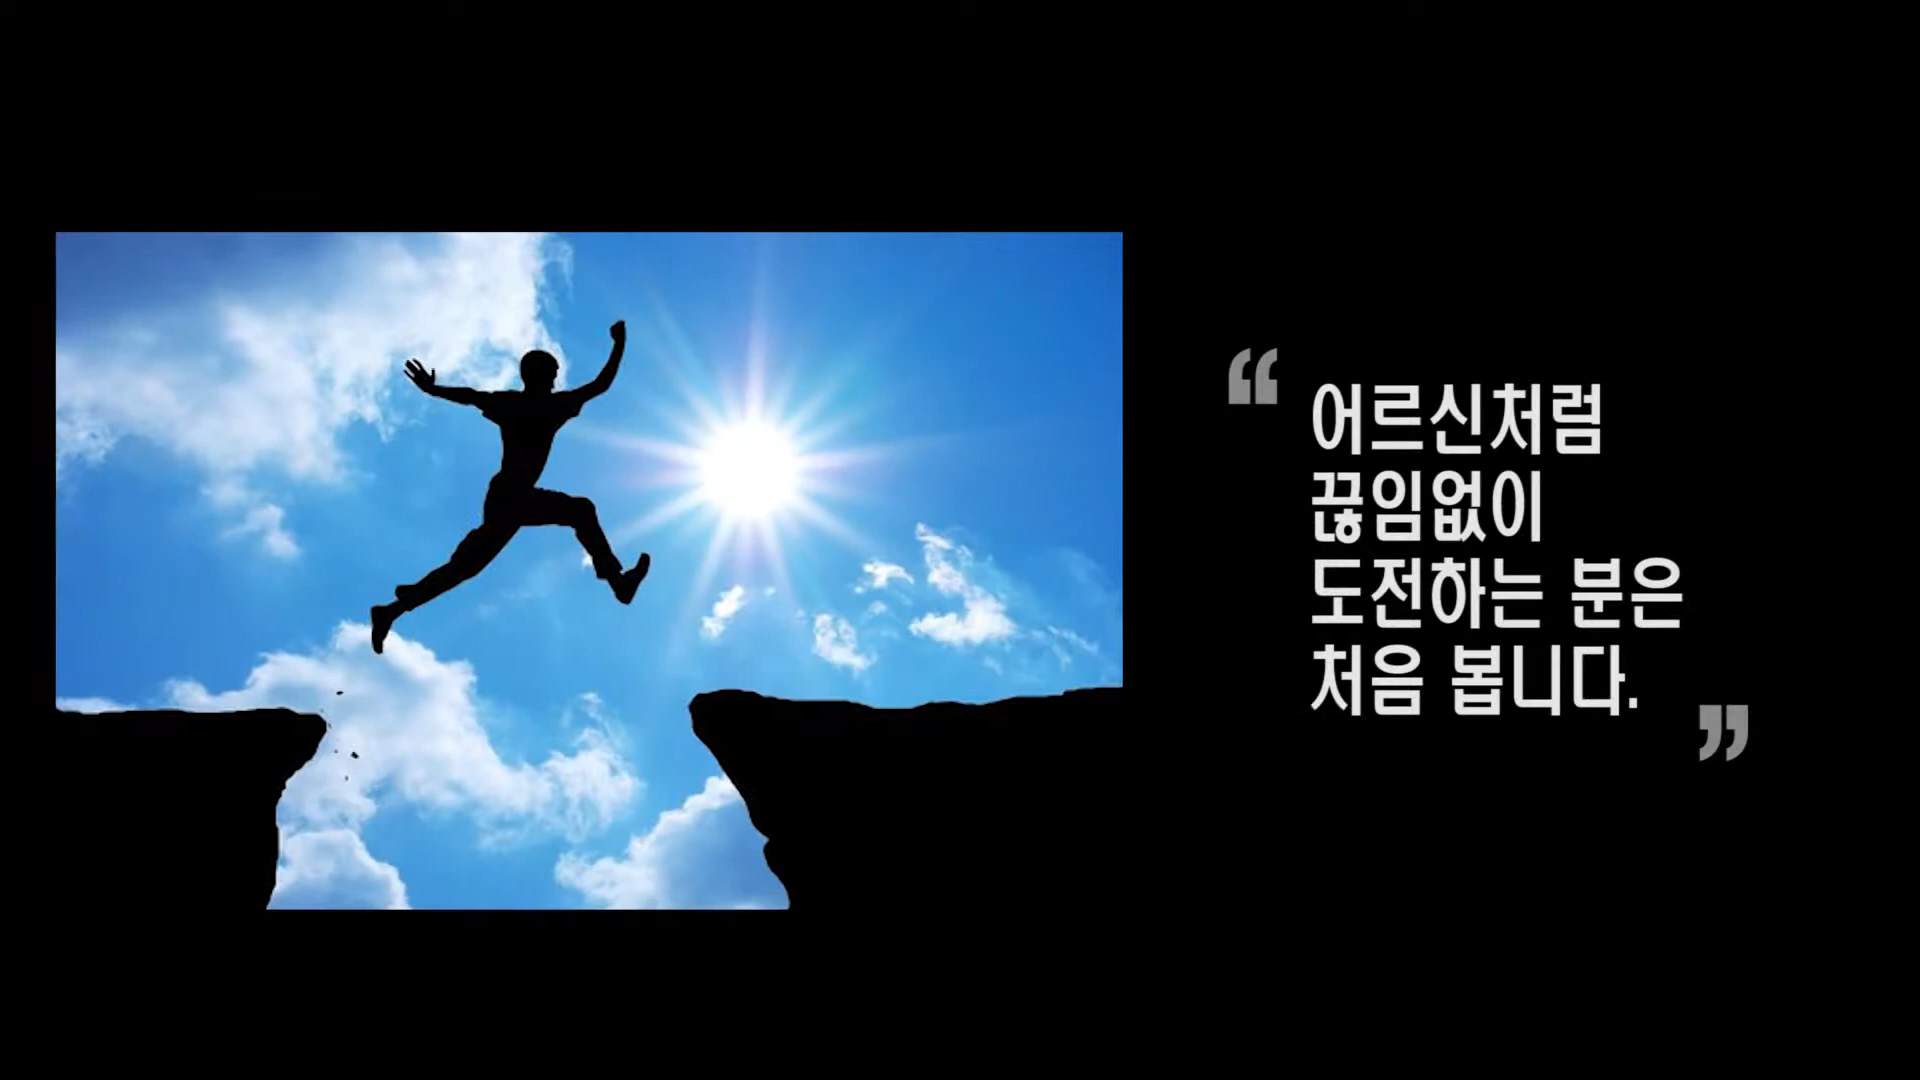 “어르신처럼
끊임없이
도전하는 분은
처음 봅니다.”